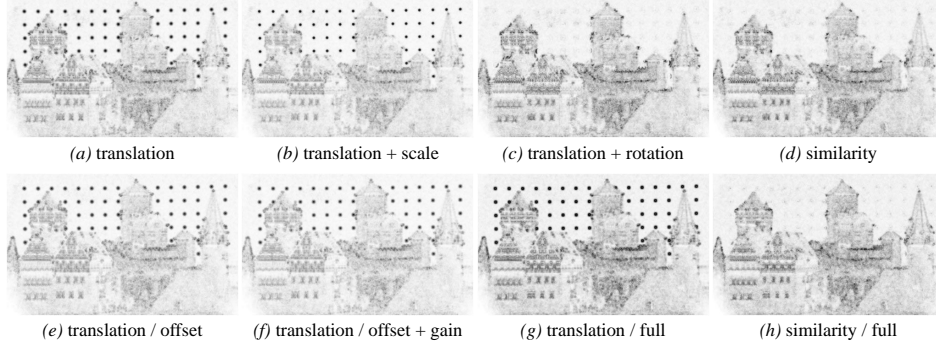 (a) translation
(b) translation + scale
(c) translation + rotation
(d) similarity
(e) translation / offset
(f) translation / offset + gain
(g) translation / full
(h) similarity / full